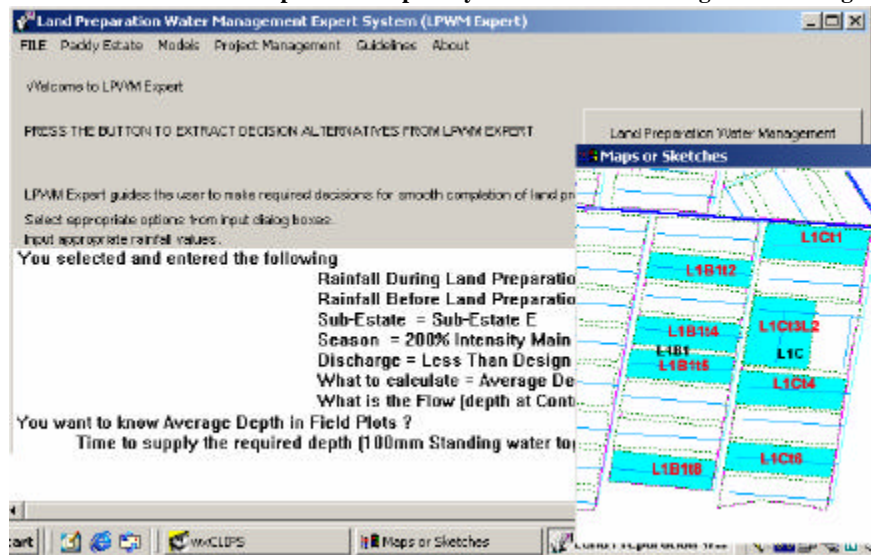 Land Preparation Water Management Expert System (LPWM Expert)
FILE Paddy Estate Models Project Management Guidelines About
Welcome to LPWM Expert
PRESS THE BUTTON TO EXTRACT DECISION ALTERNATIVES FROM LPWM EXPERT
Land Preparation Water Management
Maps or Sketches
LPWM Expert guides the user to make required decisions for smooth completion of land pr
Select appropriate options from input dialog boxes.
Input appropriate rainfall values.
You selected and entered the following
Rainfall During Land Preparatio
Rainfall Before Land Preparatio
Sub-Estate = Sub-Estate E
Season = 200% Intensity Main
Discharge = Less Than Design
What to calculate = Average De
What is the Flow (depth at Cont
You want to know Average Depth in Field Plots ?
Time to supply the required depth (100mm Standing water to
L1Ct1
L1B1t2
L1B1t4
L1Ct3L2
L1B1
L1C
L1B1t5
L1Ct4
L1Ct6
L1B1t8
art
wxCLIPS
Maps or Sketches
Land Preparation Wat